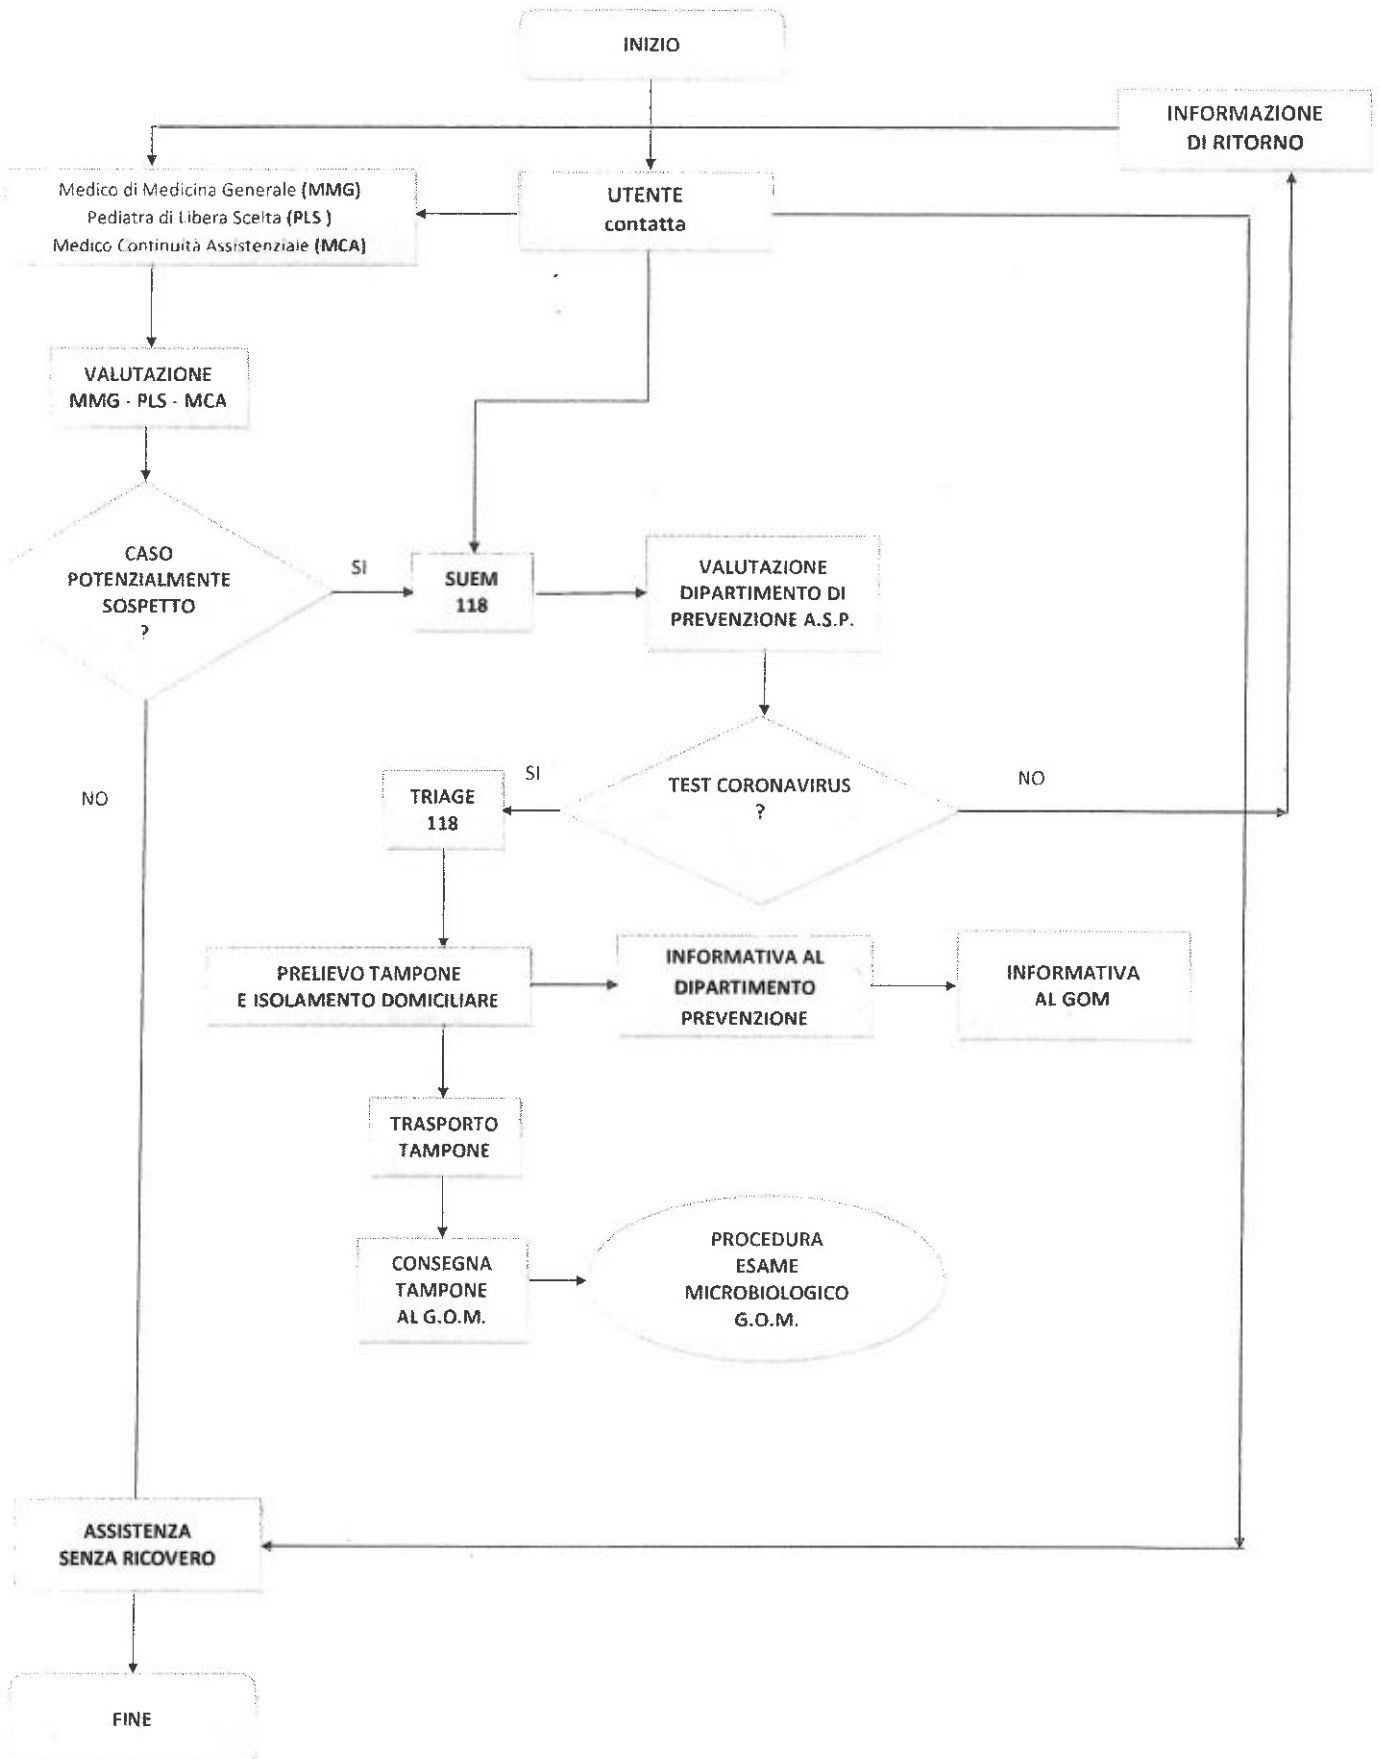 INIZIO
INFORMAZIONE
DI RITORNO
Medico di Medicina Generale (MMG)
Pediatra di Libera Scelta (PLS )
Medico Continuità Assistenziale (MCA)
UTENTE
contatta
VALUTAZIONE
MMG - PLS - MCA
CASO
POTENZIALMENTE
SOSPETTO
?
SI
SUEM
118
VALUTAZIONE
DIPARTIMENTO DI
PREVENZIONE A.S.P.
NO
TRIAGE
118
SI
TEST CORONAVIRUS
?
NO
PRELIEVO TAMPONE
E ISOLAMENTO DOMICILIARE
INFORMATIVA AL
DIPARTIMENTO
PREVENZIONE
INFORMATIVA
AL GOM
TRASPORTO
TAMPONE
CONSEGNA
TAMPONE
AL G.O.M.
PROCEDURA
ESAME
MICROBIOLOGICO
G.O.M.
ASSISTENZA
SENZA RICOVERO
FINE